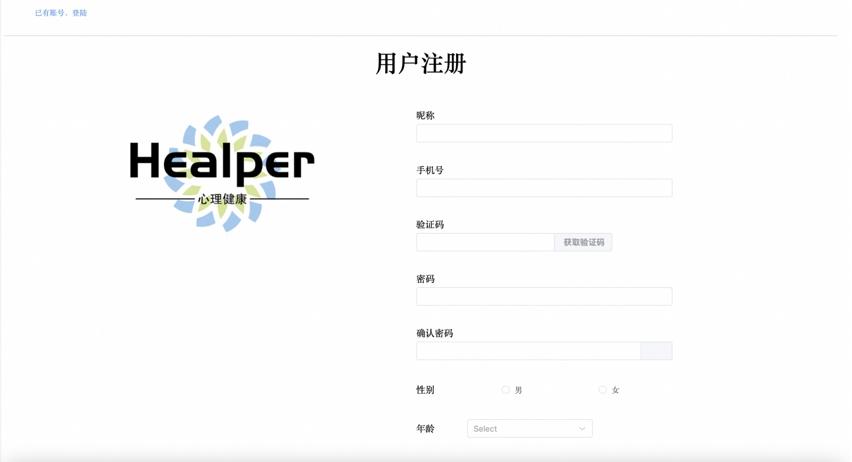 已有账号，登陆
用户注册
Healper
心理健康
昵称
手机号
验证码
获取验证码
密码
确认密码
性别 男 女
年龄 Select